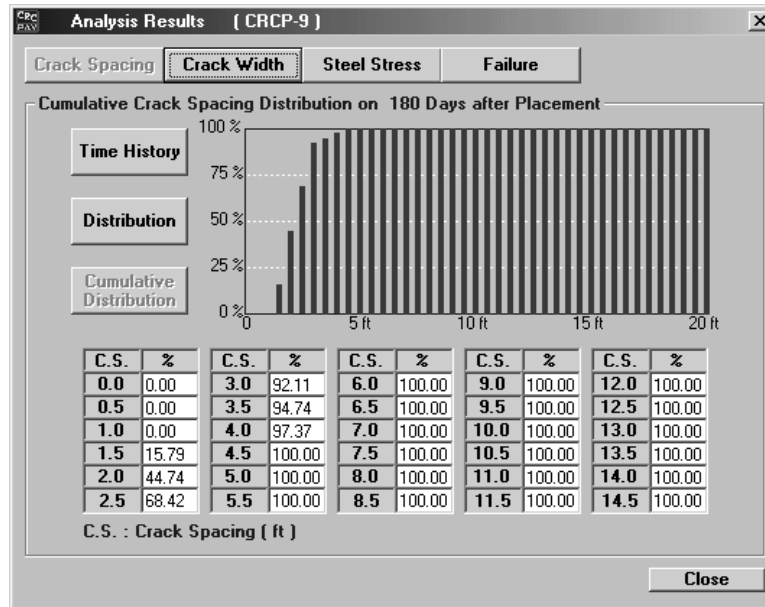 CRC PAV Analysis Results ( CRCP-9 )
Crack Spacing Crack Width Steel Stress Failure
Cumulative Crack Spacing Distribution on 180 Days after Placement
Time History
Distribution
Cumulative
Distribution
100 %
75 %
50 %
25 %
0 %
0 5 ft 10 ft 15 ft 20 ft
C.S. % C.S. % C.S. % C.S. % C.S. %
0.0 0.00 3.0 92.11 6.0 100.00 9.0 100.00 12.0 100.00
0.5 0.00 3.5 94.74 6.5 100.00 9.5 100.00 12.5 100.00
1.0 0.00 4.0 97.37 7.0 100.00 10.0 100.00 13.0 100.00
1.5 15.79 4.5 100.00 7.5 100.00 10.5 100.00 13.5 100.00
2.0 44.74 5.0 100.00 8.0 100.00 11.0 100.00 14.0 100.00
2.5 68.42 5.5 100.00 8.5 100.00 11.5 100.00 14.5 100.00
C.S. : Crack Spacing ( ft )
Close